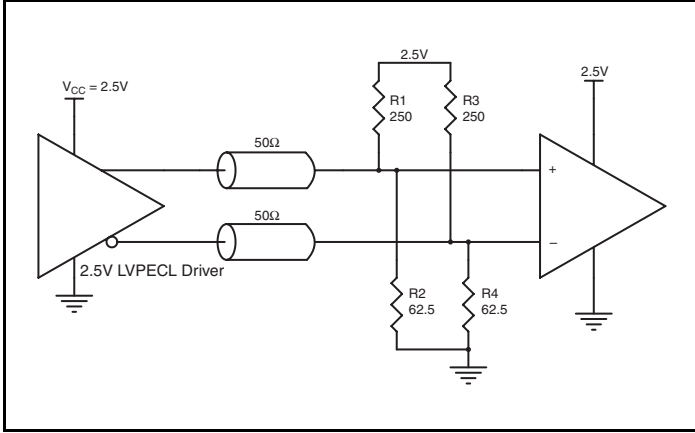 2.5V
V_CC = 2.5V
2.5V
R1
250
R3
250
50Ω
+
50Ω
−
2.5V LVPECL Driver
R2
62.5
R4
62.5